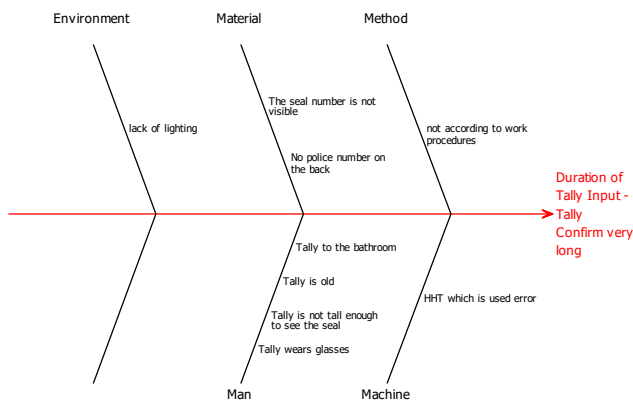 Environment
Material
Method
The seal number is not
visible
lack of lighting
not according to work
procedures
No police number on
the back
Duration of
Tally Input -
Tally
Confirm very
long
Tally to the bathroom
Tally is old
HHT which is used error
Tally is not tall enough
to see the seal
Tally wears glasses
Man
Machine